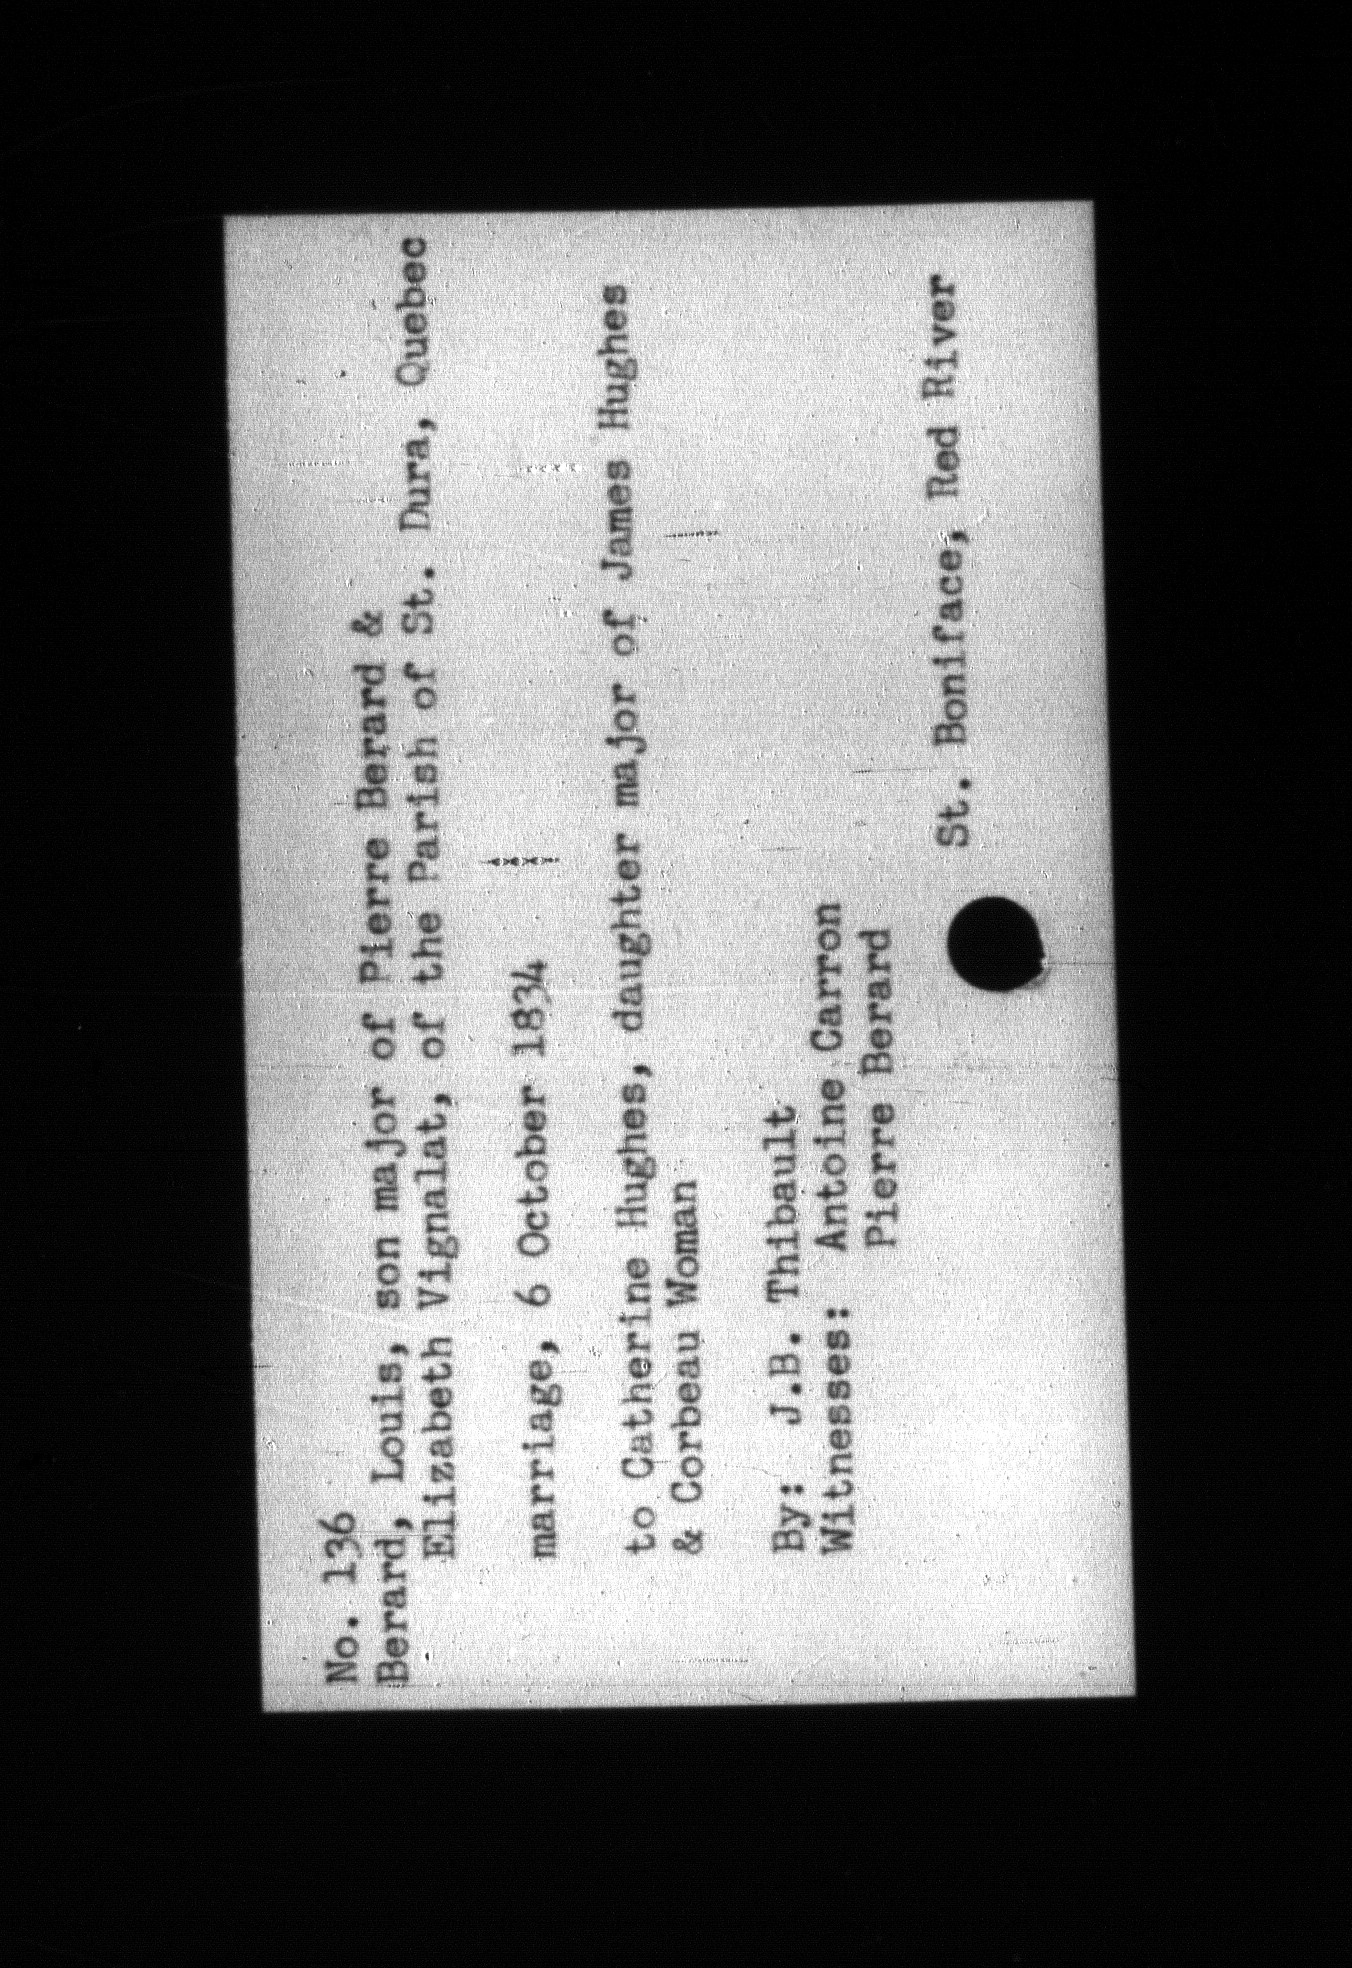 No. 136
Berard, Louis, son major of Pierre Berard &
Elizabeth Vignalat, of the Parish of St. Dura, Quebec
marriage, 6 October 1834
to Catherine Hughes, daughter major of James Hughes
& Corbeau Woman
By: J.B. Thibault
Witnesses: Antoine Carron
Pierre Berard
St. Boniface, Red River